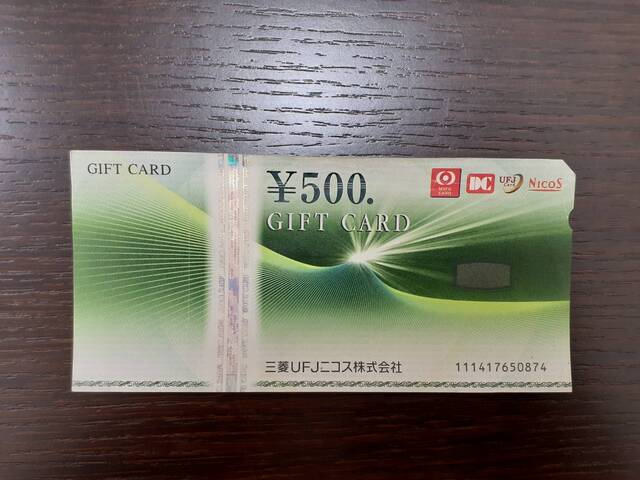 GIFT CARD
¥500.
GIFT CARD
DC
UFJ Card
NICOS
三菱UFJニコス株式会社
111417650874